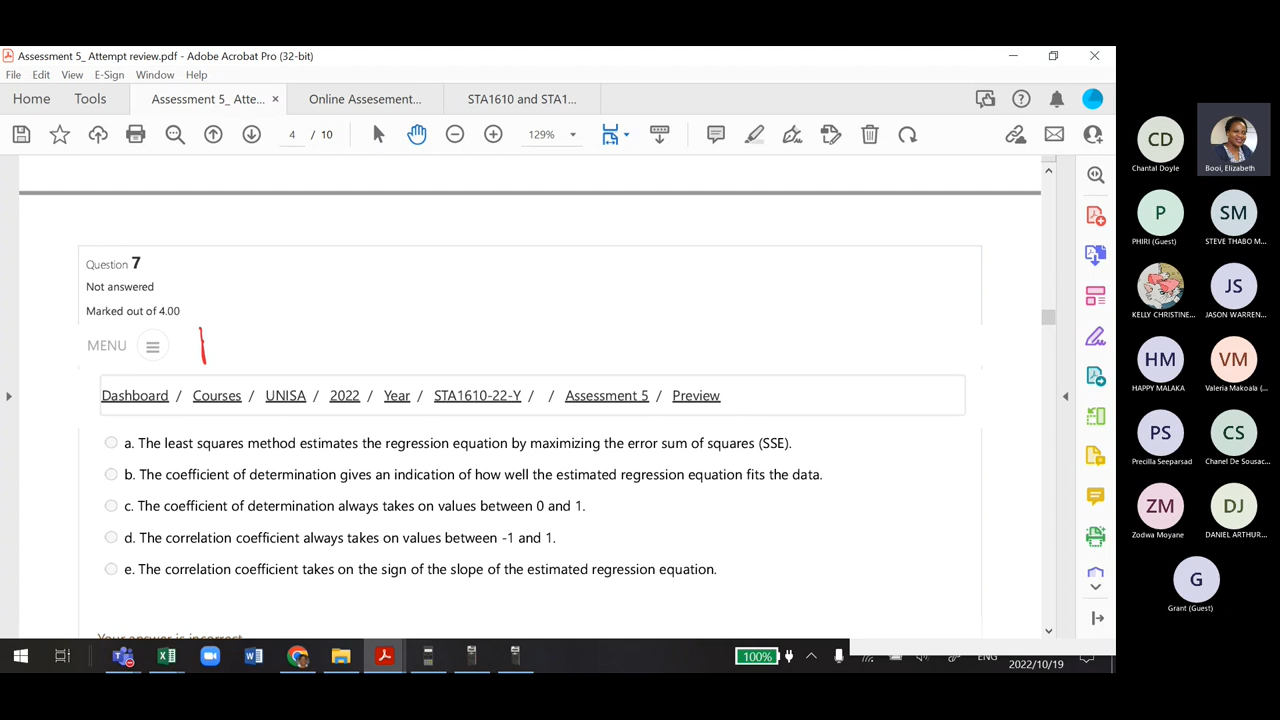 Assessment 5_ Attempt review.pdf - Adobe Acrobat Pro (32-bit)
File Edit View E-Sign Window Help
Home Tools Assessment 5_ Atte... × Online Assesement... STA1610 and STA1...
4 / 10 129%
Question 7
Not answered
Marked out of 4.00
MENU
Dashboard / Courses / UNISA / 2022 / Year / STA1610-22-Y / / Assessment 5 / Preview
a. The least squares method estimates the regression equation by maximizing the error sum of squares (SSE).
b. The coefficient of determination gives an indication of how well the estimated regression equation fits the data.
c. The coefficient of determination always takes on values between 0 and 1.
d. The correlation coefficient always takes on values between -1 and 1.
e. The correlation coefficient takes on the sign of the slope of the estimated regression equation.
Your answer is incorrect
100% ENG
2022/10/19
CD
Chantal Doyle
Booi, Elizabeth
P
PHIRI (Guest)
SM
STEVE THABO M...
KELLY CHRISTINE...
JS
JASON WARREN...
HM
HAPPY MALAKA
VM
Valeria Makoala (...
PS
Precilla Seeparsad
CS
Chanel De Sousa...
ZM
Zodwa Moyane
DJ
DANIEL ARTHUR...
G
Grant (Guest)